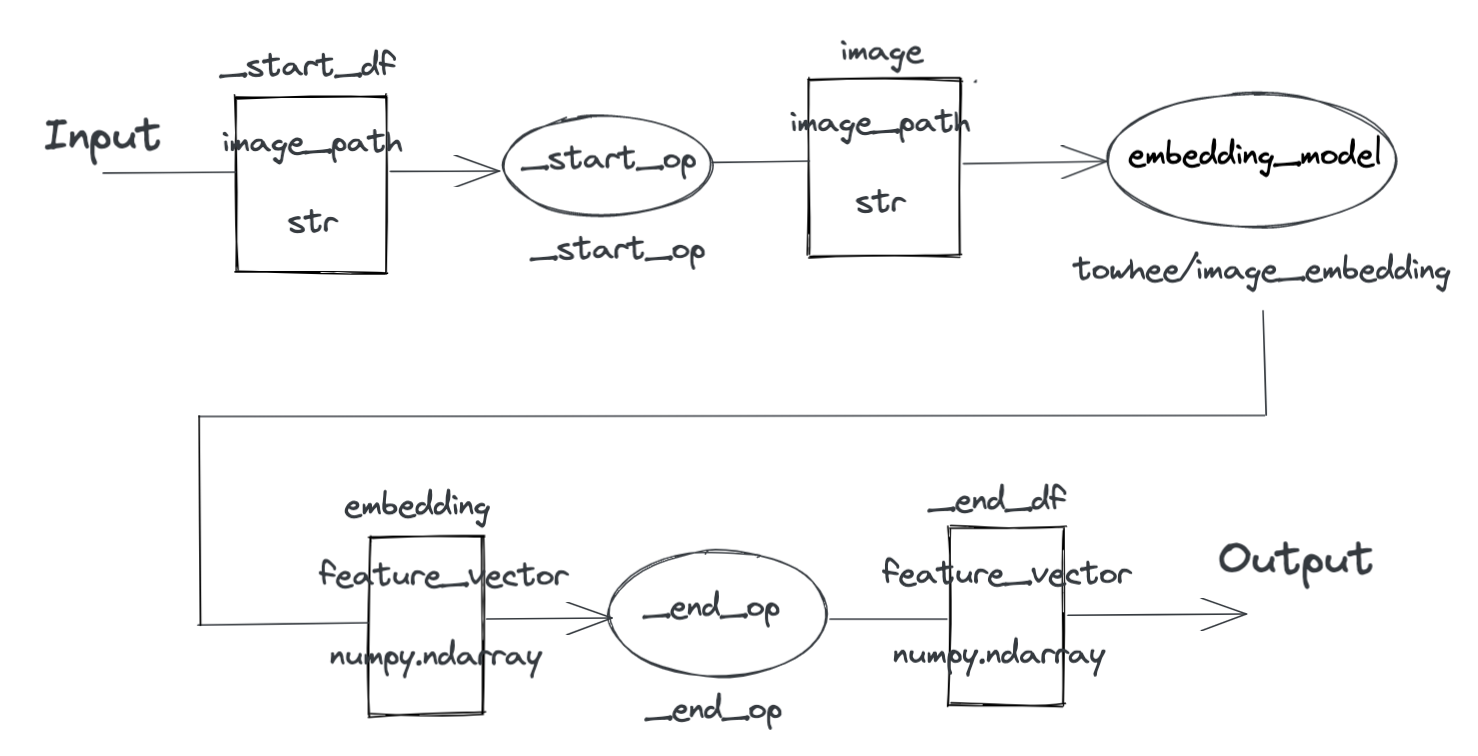 _start_df
image
Input
image_path
str
_start_op
_start_op
image_path
str
embedding_model
towhee/image_embedding
embedding
feature_vector
numpy.ndarray
_end_op
_end_op
_end_df
feature_vector
numpy.ndarray
Output